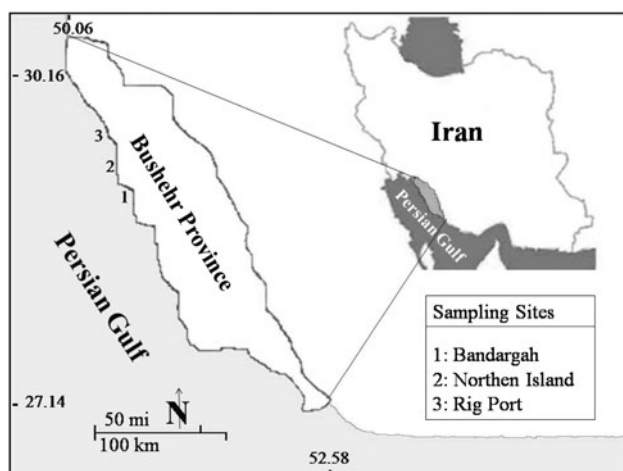 50.06
30.16
Iran
3
2
1
Bushehr Province
Persian Gulf
Persian Gulf
Sampling Sites
1: Bandargah
2: Northen Island
3: Rig Port
27.14
50 mi
N
100 km
52.58